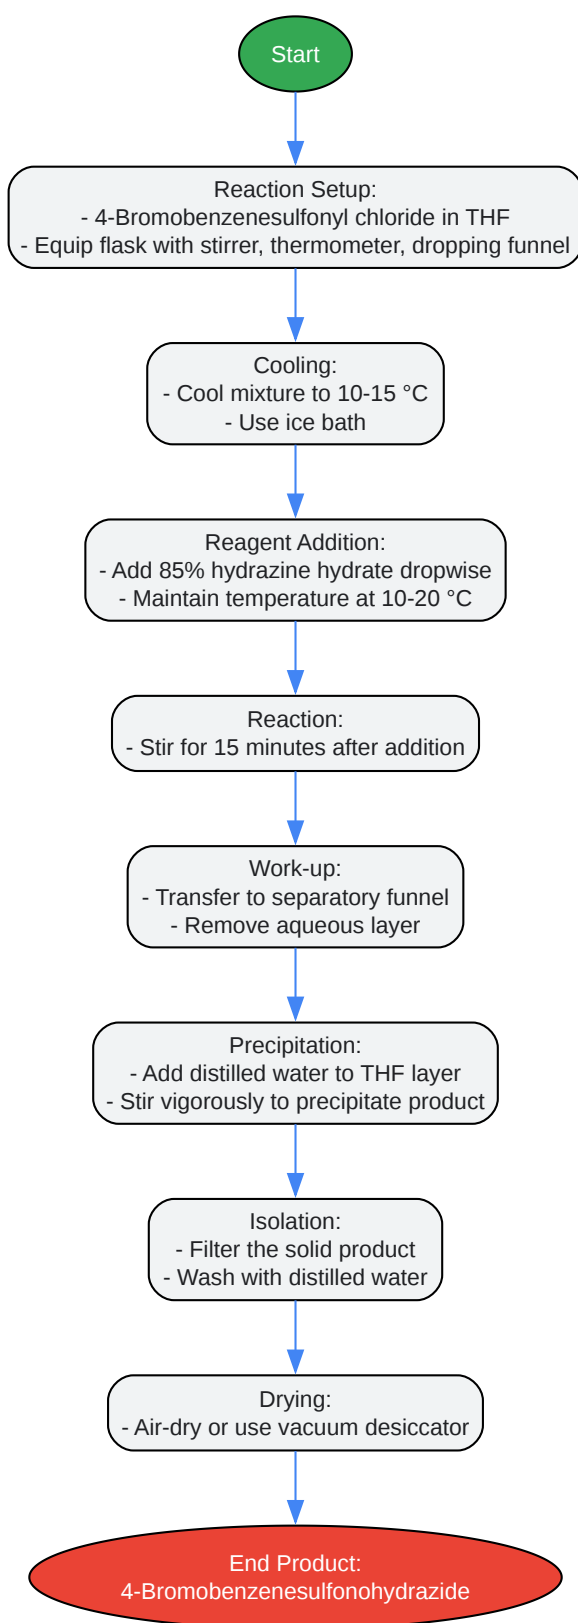 Start
Reaction Setup:
- 4-Bromobenzenesulfonyl chloride in THF
- Equip flask with stirrer, thermometer, dropping funnel
Cooling:
- Cool mixture to 10-15 °C
- Use ice bath
Reagent Addition:
- Add 85% hydrazine hydrate dropwise
- Maintain temperature at 10-20 °C
Reaction:
- Stir for 15 minutes after addition
Work-up:
- Transfer to separatory funnel
- Remove aqueous layer
Precipitation:
- Add distilled water to THF layer
- Stir vigorously to precipitate product
Isolation:
- Filter the solid product
- Wash with distilled water
Drying:
- Air-dry or use vacuum desiccator
End Product:
4-Bromobenzenesulfonohydrazide